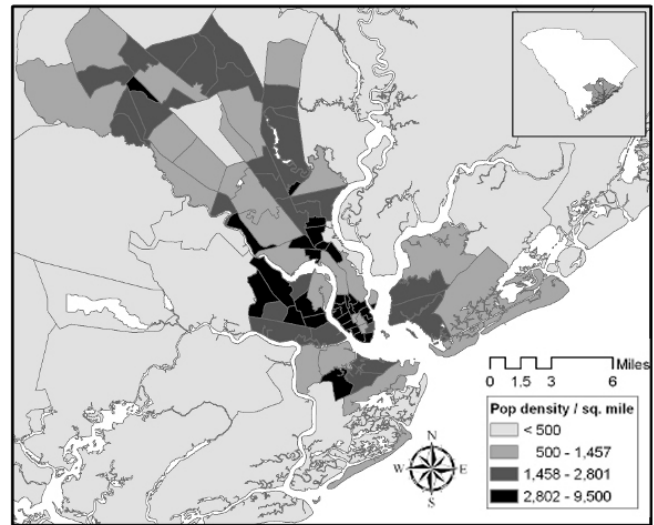 Miles
0 1.5 3 6
Pop density / sq. mile
< 500
500 - 1,457
1,458 - 2,801
2,802 - 9,500
N
W E
S